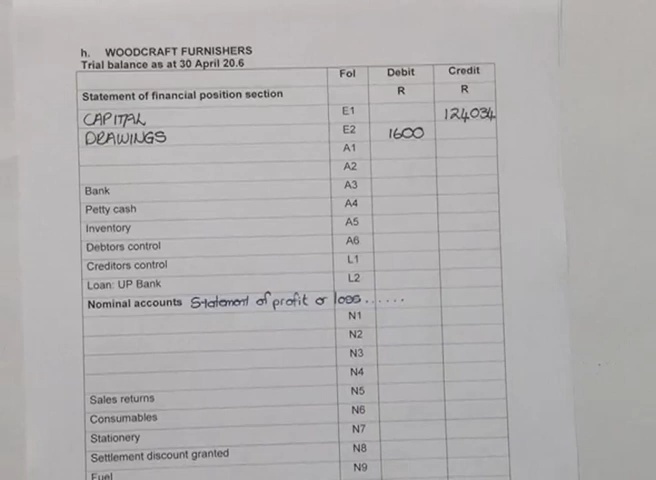 h. WOODCRAFT FURNISHERS
Trial balance as at 30 April 20.6
Fol Debit Credit
Statement of financial position section R R
CAPITAL E1 124034
DRAWINGS E2 1600
A1
A2
Bank A3
Petty cash A4
Inventory A5
Debtors control A6
Creditors control L1
Loan: UP Bank L2
Nominal accounts Statement of profit or loss......
N1
N2
N3
N4
Sales returns N5
Consumables N6
Stationery N7
Settlement discount granted N8
Fuel N9